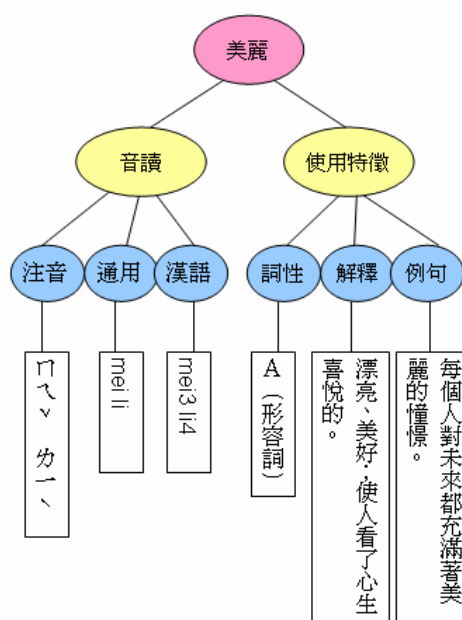 美麗
音讀
使用特徵
注音
通用
漢語
詞性
解釋
例句
ㄇㄟˇ ㄌㄧˋ
mei li
mei3 li4
A（形容詞）
漂亮、美好；使人看了心生
喜悅的。
每個人對未來都充滿著美
麗的憧憬。